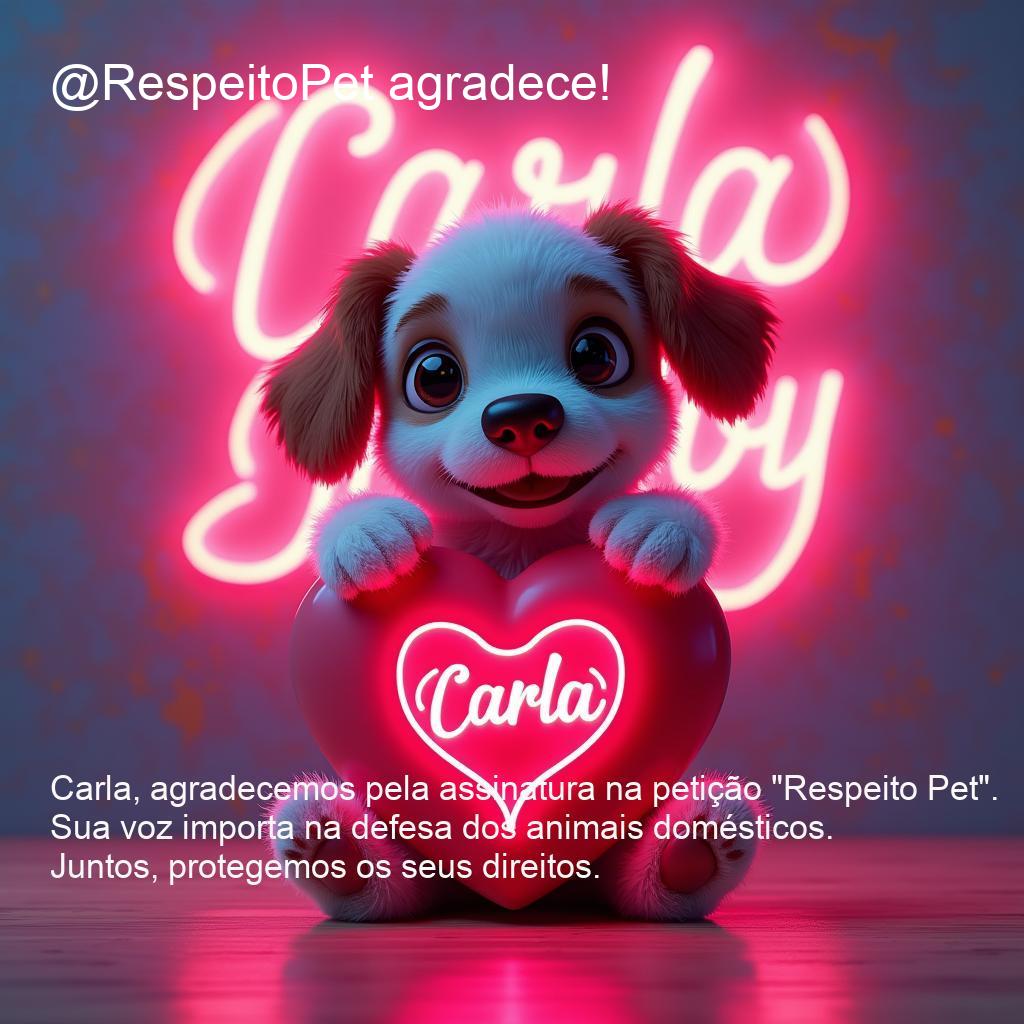 @RespeitoPet agradece!
Carla
Carla
Carla, agradecemos pela assinatura na petição "Respeito Pet".
Sua voz importa na defesa dos animais domésticos.
Juntos, protegemos os seus direitos.